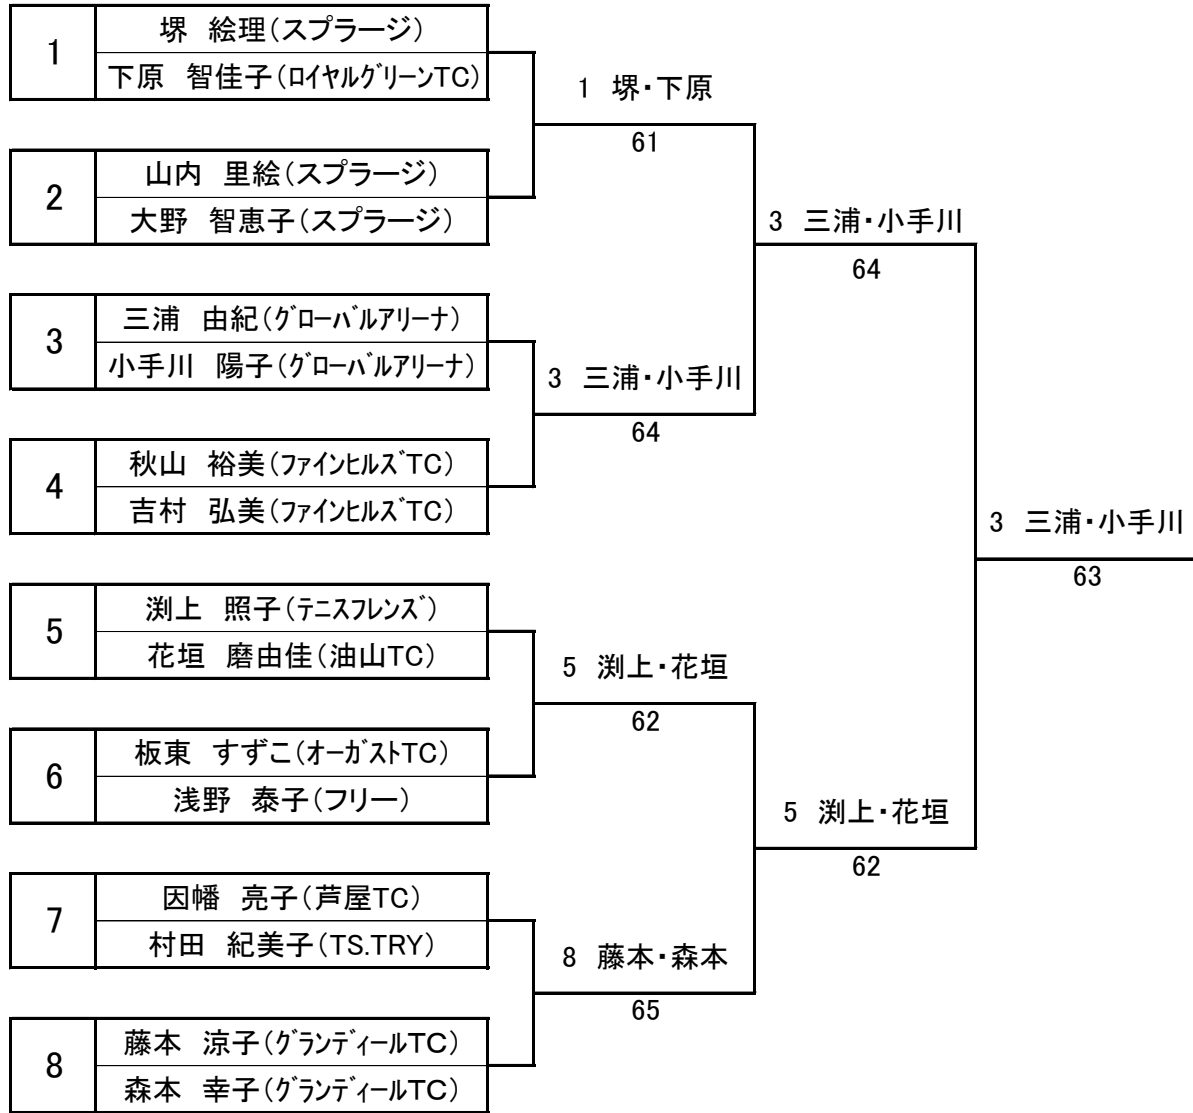 1
堺　絵理(スプラージ)
下原　智佳子(ﾛｲﾔﾙｸﾞﾘｰﾝTC)
1　堺・下原
61
2
山内　里絵(スプラージ)
大野　智恵子(スプラージ)
3　三浦・小手川
64
3
三浦　由紀(ｸﾞﾛｰﾊﾞﾙｱﾘｰﾅ)
小手川　陽子(ｸﾞﾛｰﾊﾞﾙｱﾘｰﾅ)
3　三浦・小手川
64
4
秋山　裕美(ﾌｧｲﾝﾋﾙｽﾞTC)
吉村　弘美(ﾌｧｲﾝﾋﾙｽﾞTC)
3　三浦・小手川
63
5
渕上　照子(ﾃﾆｽﾌﾚﾝｽﾞ)
花垣　磨由佳(油山TC)
5　渕上・花垣
62
6
板東　すずこ(ｵｰｶﾞｽﾄTC)
浅野　泰子(フリー)
5　渕上・花垣
62
7
因幡　亮子(芦屋TC)
村田　紀美子(TS.TRY)
8　藤本・森本
65
8
藤本　涼子(ｸﾞﾗﾝﾃﾞｨｰﾙTC)
森本　幸子(ｸﾞﾗﾝﾃﾞｨｰﾙTC)